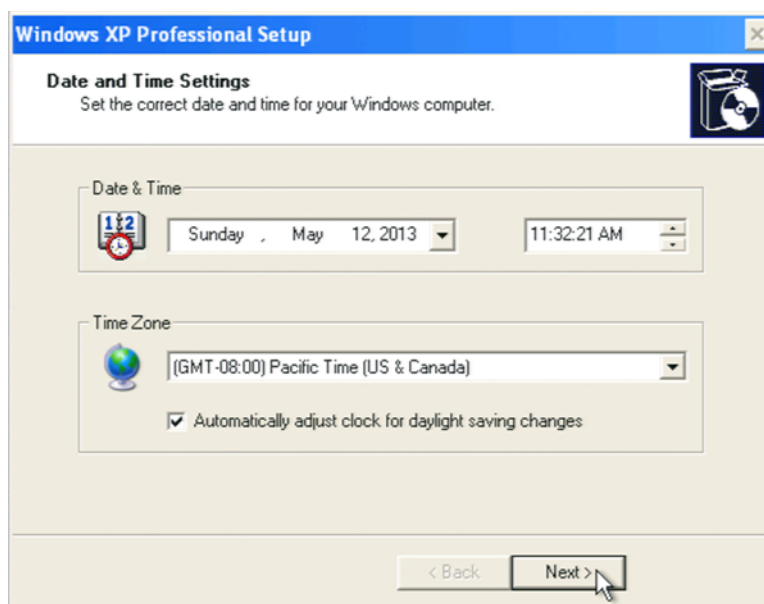 Windows XP Professional Setup
Date and Time Settings
Set the correct date and time for your Windows computer.
Date & Time
Sunday , May 12, 2013
11:32:21 AM
Time Zone
(GMT-08:00) Pacific Time (US & Canada)
Automatically adjust clock for daylight saving changes
< Back
Next >